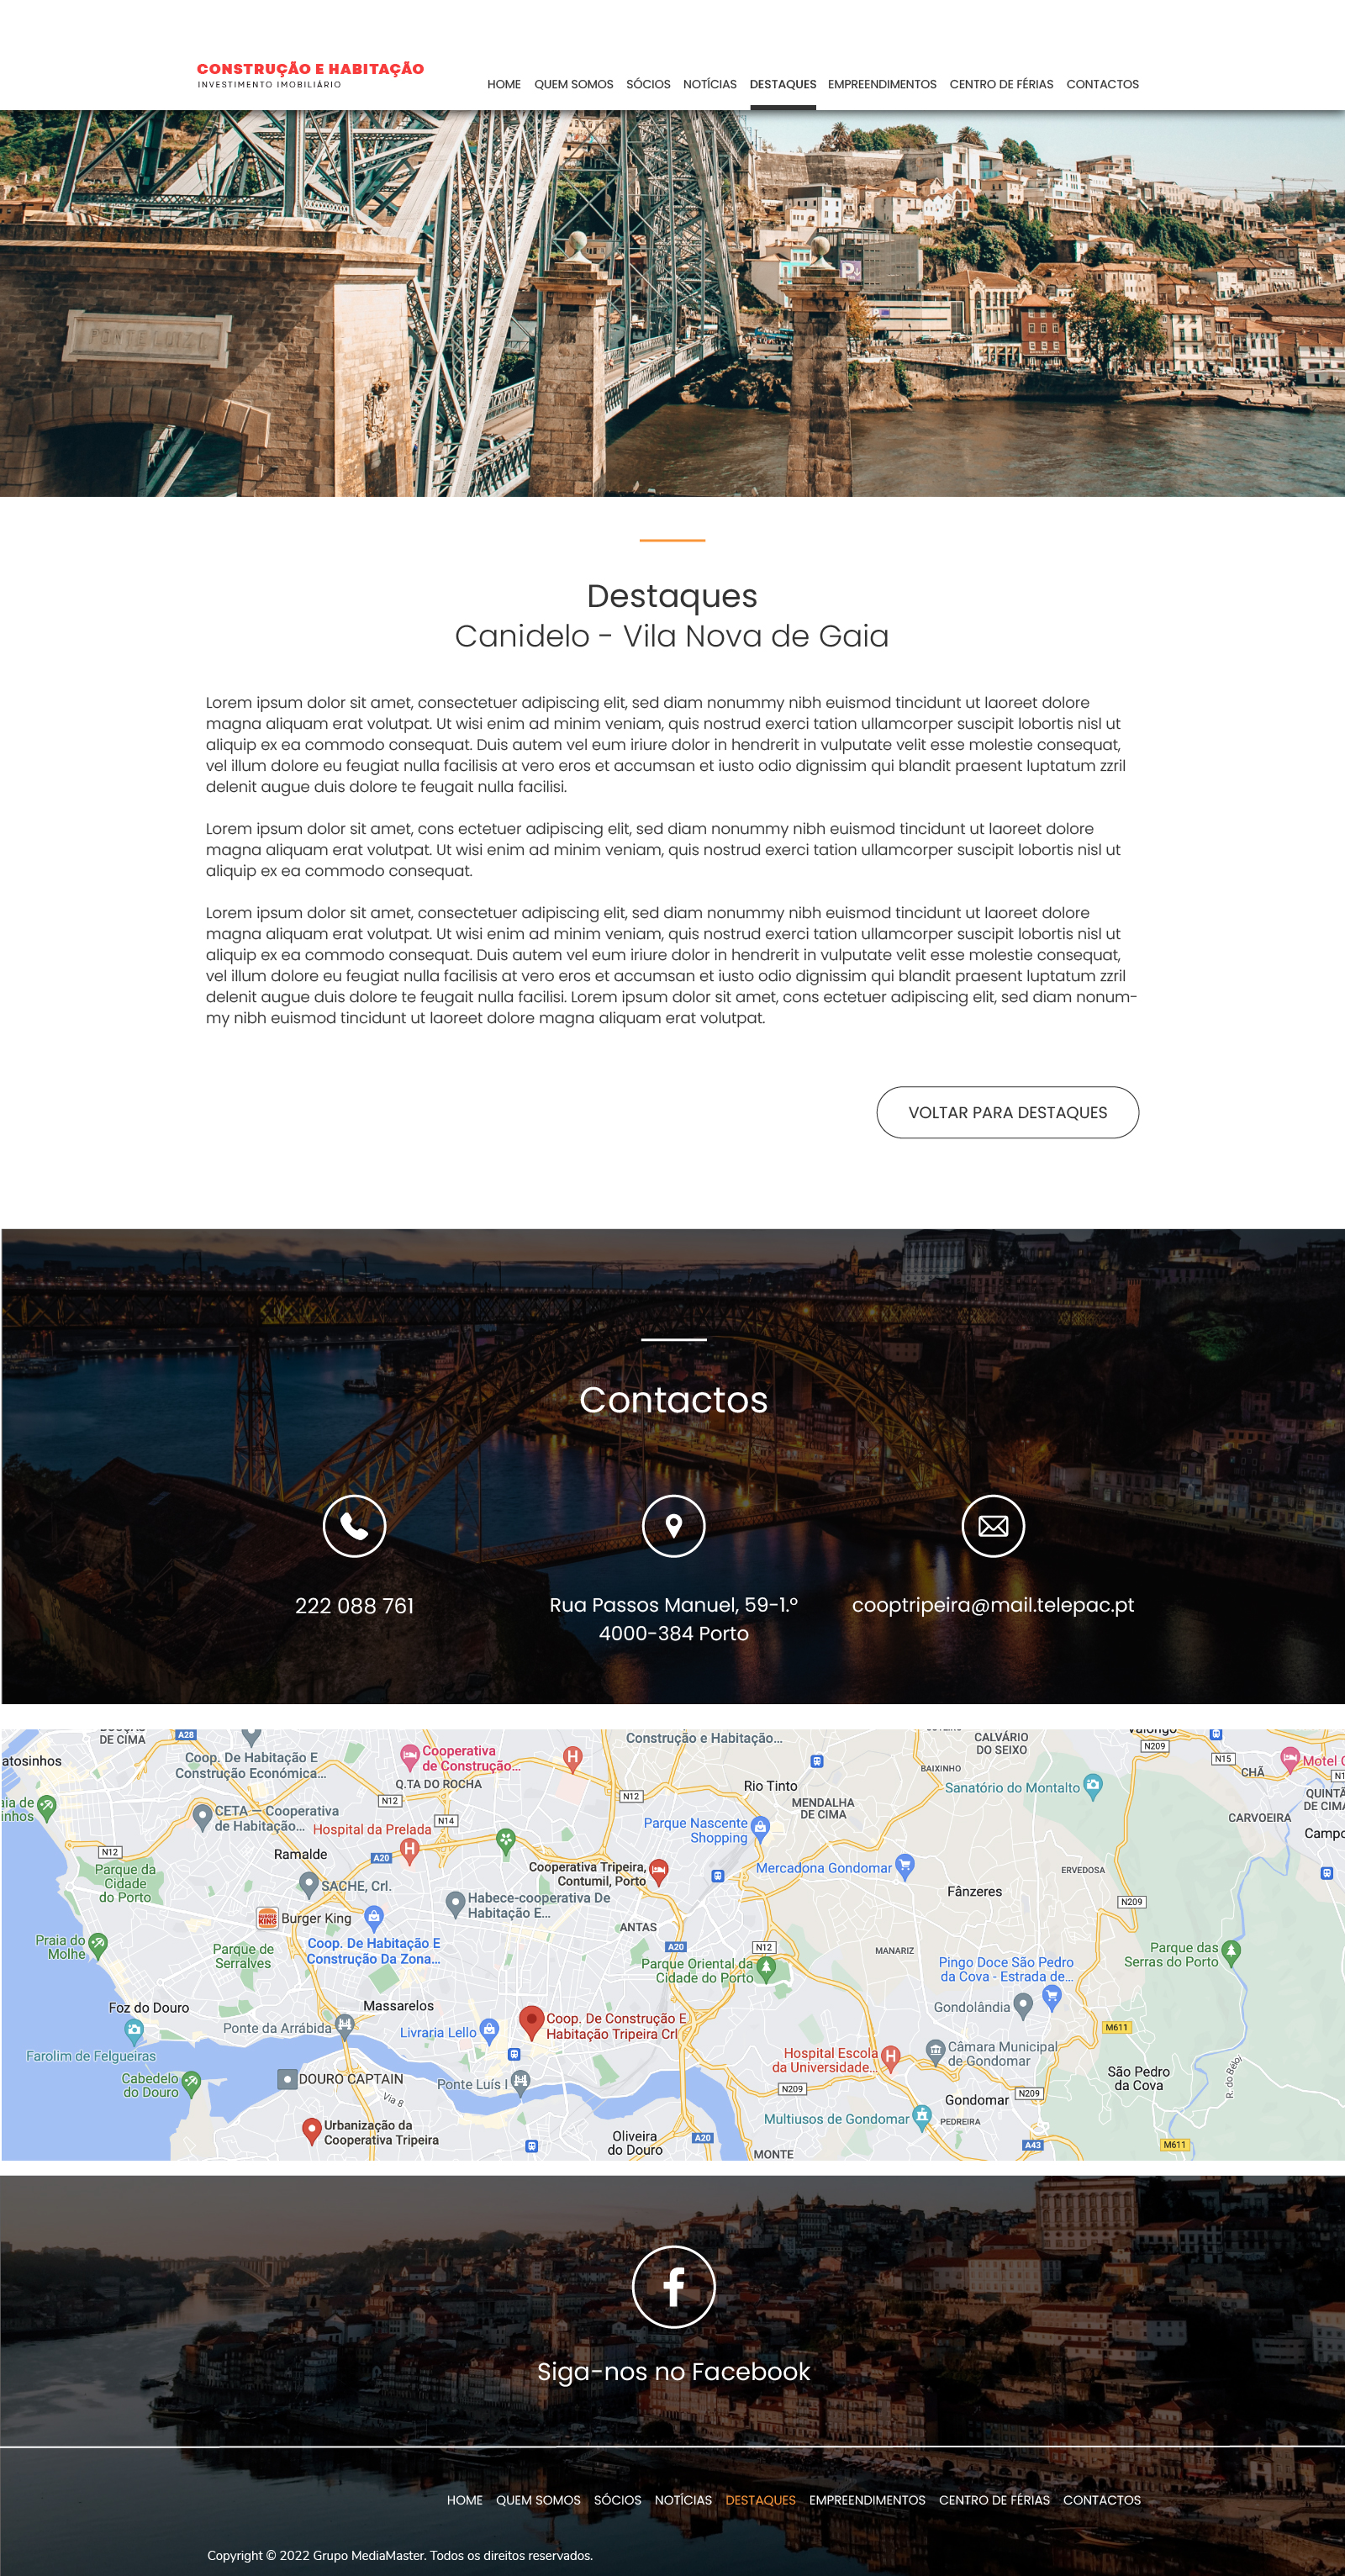 CONSTRUÇÃO E HABITAÇÃO
INVESTIMENTO IMOBILIÁRIO
HOME QUEM SOMOS SÓCIOS NOTÍCIAS DESTAQUES EMPREENDIMENTOS CENTRO DE FÉRIAS CONTACTOS
Destaques
Canidelo - Vila Nova de Gaia
Lorem ipsum dolor sit amet, consectetuer adipiscing elit, sed diam nonummy nibh euismod tincidunt ut laoreet dolore
magna aliquam erat volutpat. Ut wisi enim ad minim veniam, quis nostrud exerci tation ullamcorper suscipit lobortis nisl ut
aliquip ex ea commodo consequat. Duis autem vel eum iriure dolor in hendrerit in vulputate velit esse molestie consequat,
vel illum dolore eu feugiat nulla facilisis at vero eros et accumsan et iusto odio dignissim qui blandit praesent luptatum zzril
delenit augue duis dolore te feugait nulla facilisi.
Lorem ipsum dolor sit amet, cons ectetuer adipiscing elit, sed diam nonummy nibh euismod tincidunt ut laoreet dolore
magna aliquam erat volutpat. Ut wisi enim ad minim veniam, quis nostrud exerci tation ullamcorper suscipit lobortis nisl ut
aliquip ex ea commodo consequat.
Lorem ipsum dolor sit amet, consectetuer adipiscing elit, sed diam nonummy nibh euismod tincidunt ut laoreet dolore
magna aliquam erat volutpat. Ut wisi enim ad minim veniam, quis nostrud exerci tation ullamcorper suscipit lobortis nisl ut
aliquip ex ea commodo consequat. Duis autem vel eum iriure dolor in hendrerit in vulputate velit esse molestie consequat,
vel illum dolore eu feugiat nulla facilisis at vero eros et accumsan et iusto odio dignissim qui blandit praesent luptatum zzril
delenit augue duis dolore te feugait nulla facilisi. Lorem ipsum dolor sit amet, cons ectetuer adipiscing elit, sed diam nonum-
my nibh euismod tincidunt ut laoreet dolore magna aliquam erat volutpat.
VOLTAR PARA DESTAQUES
Contactos
222 088 761
Rua Passos Manuel, 59-1.º
4000-384 Porto
cooptripeira@mail.telepac.pt
DE CIMA
A28
Coop. De Habitação E
Construção Económica...
Cooperativa
de Construção...
Q.TA DO ROCHA
N12
N14
Construção e Habitação...
N12
Rio Tinto
MENDALHA
DE CIMA
BAIXINHO
CALVÁRIO
DO SEIXO
Sanatório do Montalto
Valongo
N209
N15
CHÃ
Motel
QUINTÃ
DE CIMA
CARVOEIRA
Campo
atosinhos
aia de
inhos
CETA — Cooperativa
de Habitação...
Hospital da Prelada
Ramalde
A20
N12
Parque da
Cidade
do Porto
SACHE, Crl.
Habece-cooperativa De
Habitação E...
Cooperativa Tripeira,
Contumil, Porto
Parque Nascente
Shopping
Mercadona Gondomar
Fânzeres
ERVEDOSA
N209
BURGER KING
Burger King
Coop. De Habitação E
Construção Da Zona...
ANTAS
A20
N12
MANARIZ
Praia do
Molhe
Parque de
Serralves
Parque Oriental da
Cidade do Porto
Pingo Doce São Pedro
da Cova - Estrada de...
Parque das
Serras do Porto
Foz do Douro
Massarelos
Ponte da Arrábida
Livraria Lello
Coop. De Construção E
Habitação Tripeira Crl
Gondolândia
M611
Farolim de Felgueiras
Hospital Escola
da Universidade...
Câmara Municipal
de Gondomar
São Pedro
da Cova
R. do Belo
Cabedelo
do Douro
DOURO CAPTAIN
Via 8
Ponte Luís I
N209
N209
Gondomar
Multiusos de Gondomar
PEDREIRA
Urbanização da
Cooperativa Tripeira
Oliveira
do Douro
A20
MONTE
A43
M611
Siga-nos no Facebook
HOME QUEM SOMOS SÓCIOS NOTÍCIAS DESTAQUES EMPREENDIMENTOS CENTRO DE FÉRIAS CONTACTOS
Copyright © 2022 Grupo MediaMaster. Todos os direitos reservados.